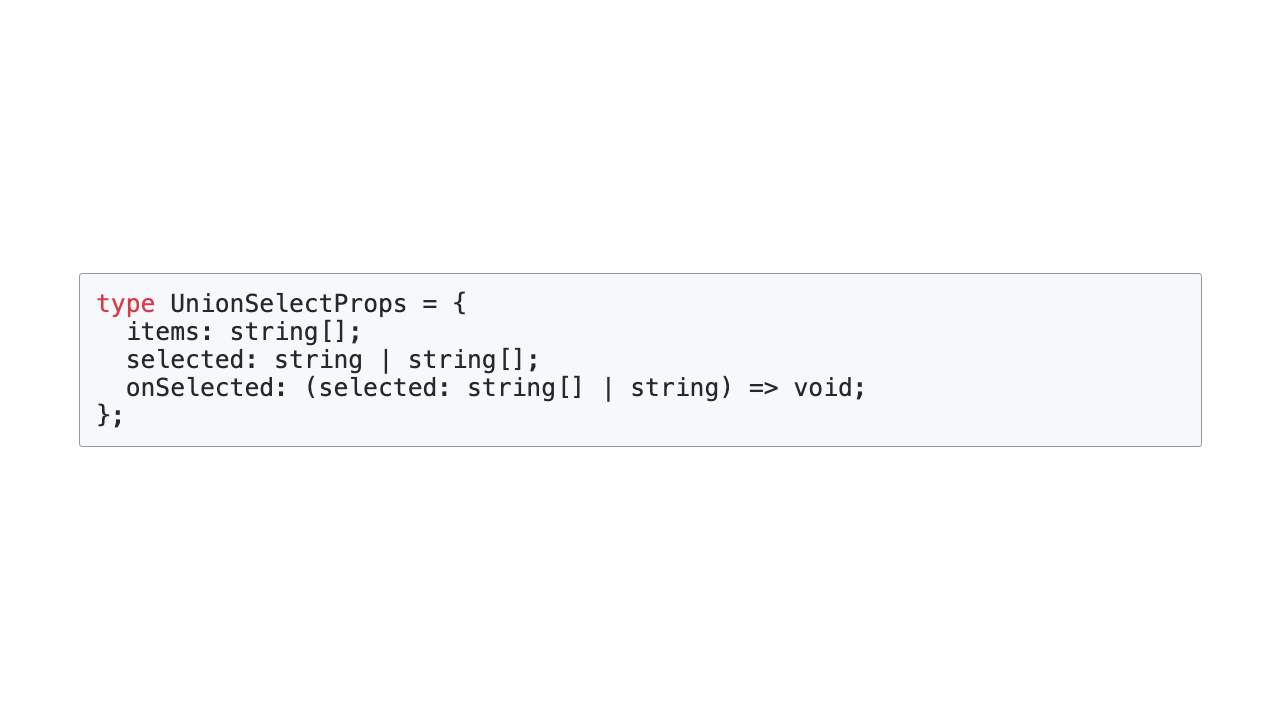 type UnionSelectProps = {
  items: string[];
  selected: string | string[];
  onSelected: (selected: string[] | string) => void;
};